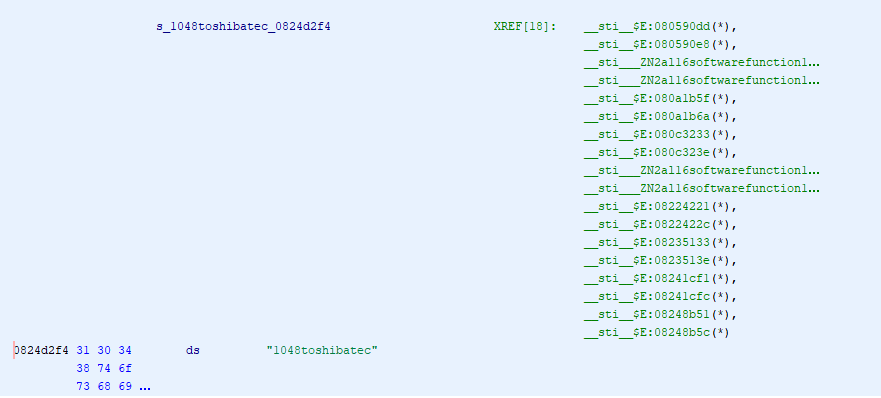 s_1048toshibatec_0824d2f4 XREF[18]: __sti__$E:080590dd(*),
__sti__$E:080590e8(*),
__sti___ZN2al16softwarefunction1...
__sti___ZN2al16softwarefunction1...
__sti__$E:080a1b5f(*),
__sti__$E:080a1b6a(*),
__sti__$E:080c3233(*),
__sti__$E:080c323e(*),
__sti___ZN2al16softwarefunction1...
__sti___ZN2al16softwarefunction1...
__sti__$E:08224221(*),
__sti__$E:0822422c(*),
__sti__$E:08235133(*),
__sti__$E:0823513e(*),
__sti__$E:08241cf1(*),
__sti__$E:08241cfc(*),
__sti__$E:08248b51(*),
__sti__$E:08248b5c(*)
0824d2f4 31 30 34 ds "1048toshibatec"
38 74 6f
73 68 69 ...